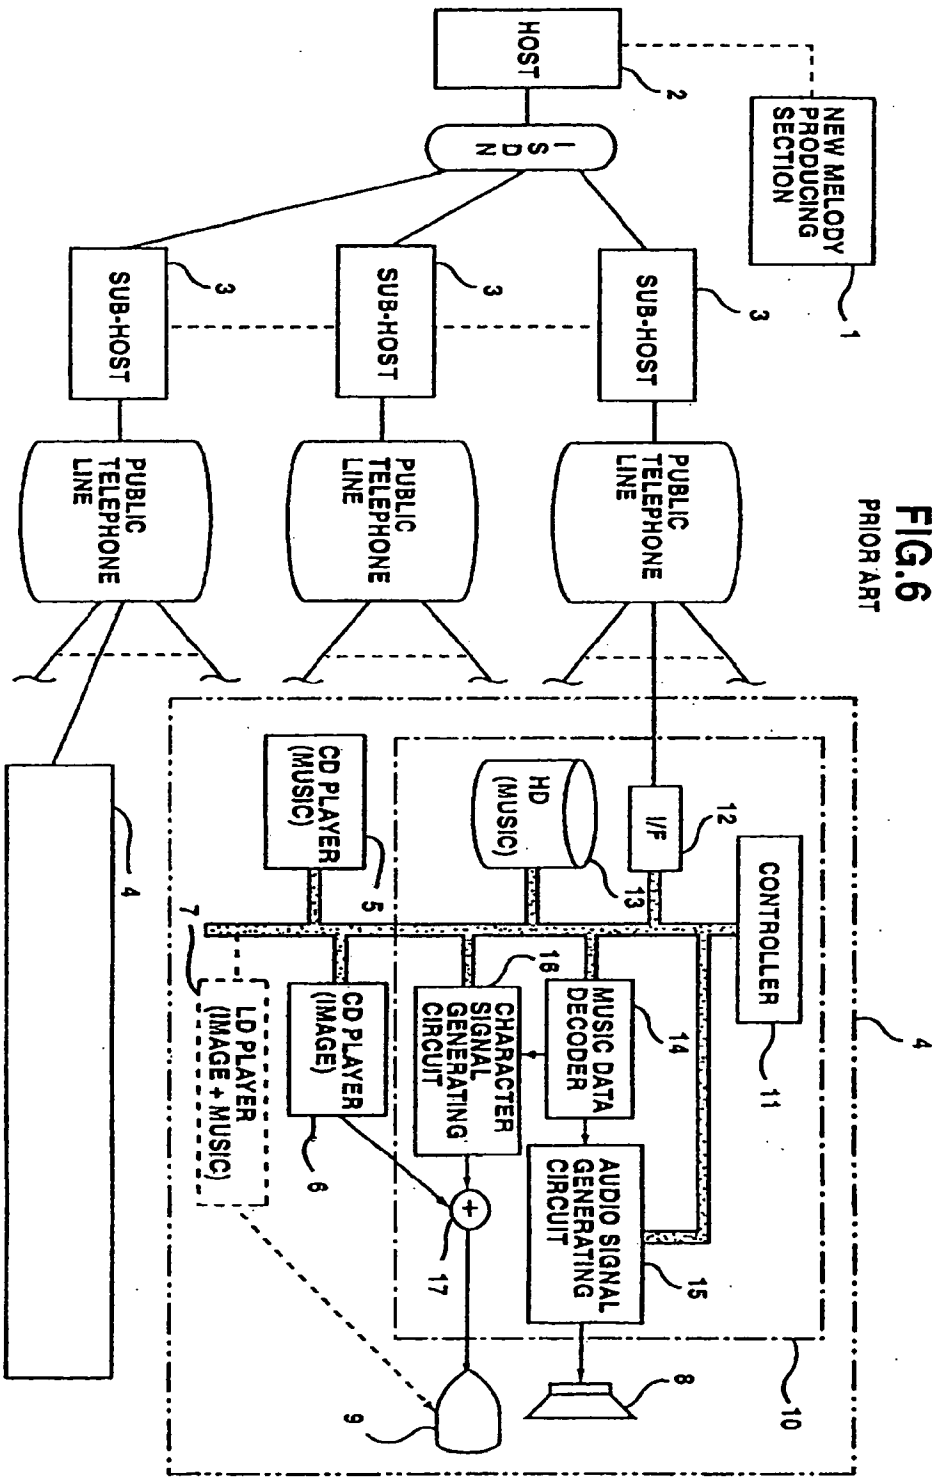 FIG.6
PRIOR ART
NEW MELODY
PRODUCING
SECTION
1
HOST
2
ISDN
SUB-HOST
3
SUB-HOST
3
SUB-HOST
3
PUBLIC
TELEPHONE
LINE
PUBLIC
TELEPHONE
LINE
PUBLIC
TELEPHONE
LINE
4
4
CONTROLLER
11
I/F
12
HD
(MUSIC)
13
MUSIC DATA
DECODER
14
AUDIO SIGNAL
GENERATING
CIRCUIT
15
CHARACTER
SIGNAL
GENERATING
CIRCUIT
16
+
17
10
8
9
CD PLAYER
(MUSIC)
5
CD PLAYER
(IMAGE)
6
LD PLAYER
(IMAGE + MUSIC)
7